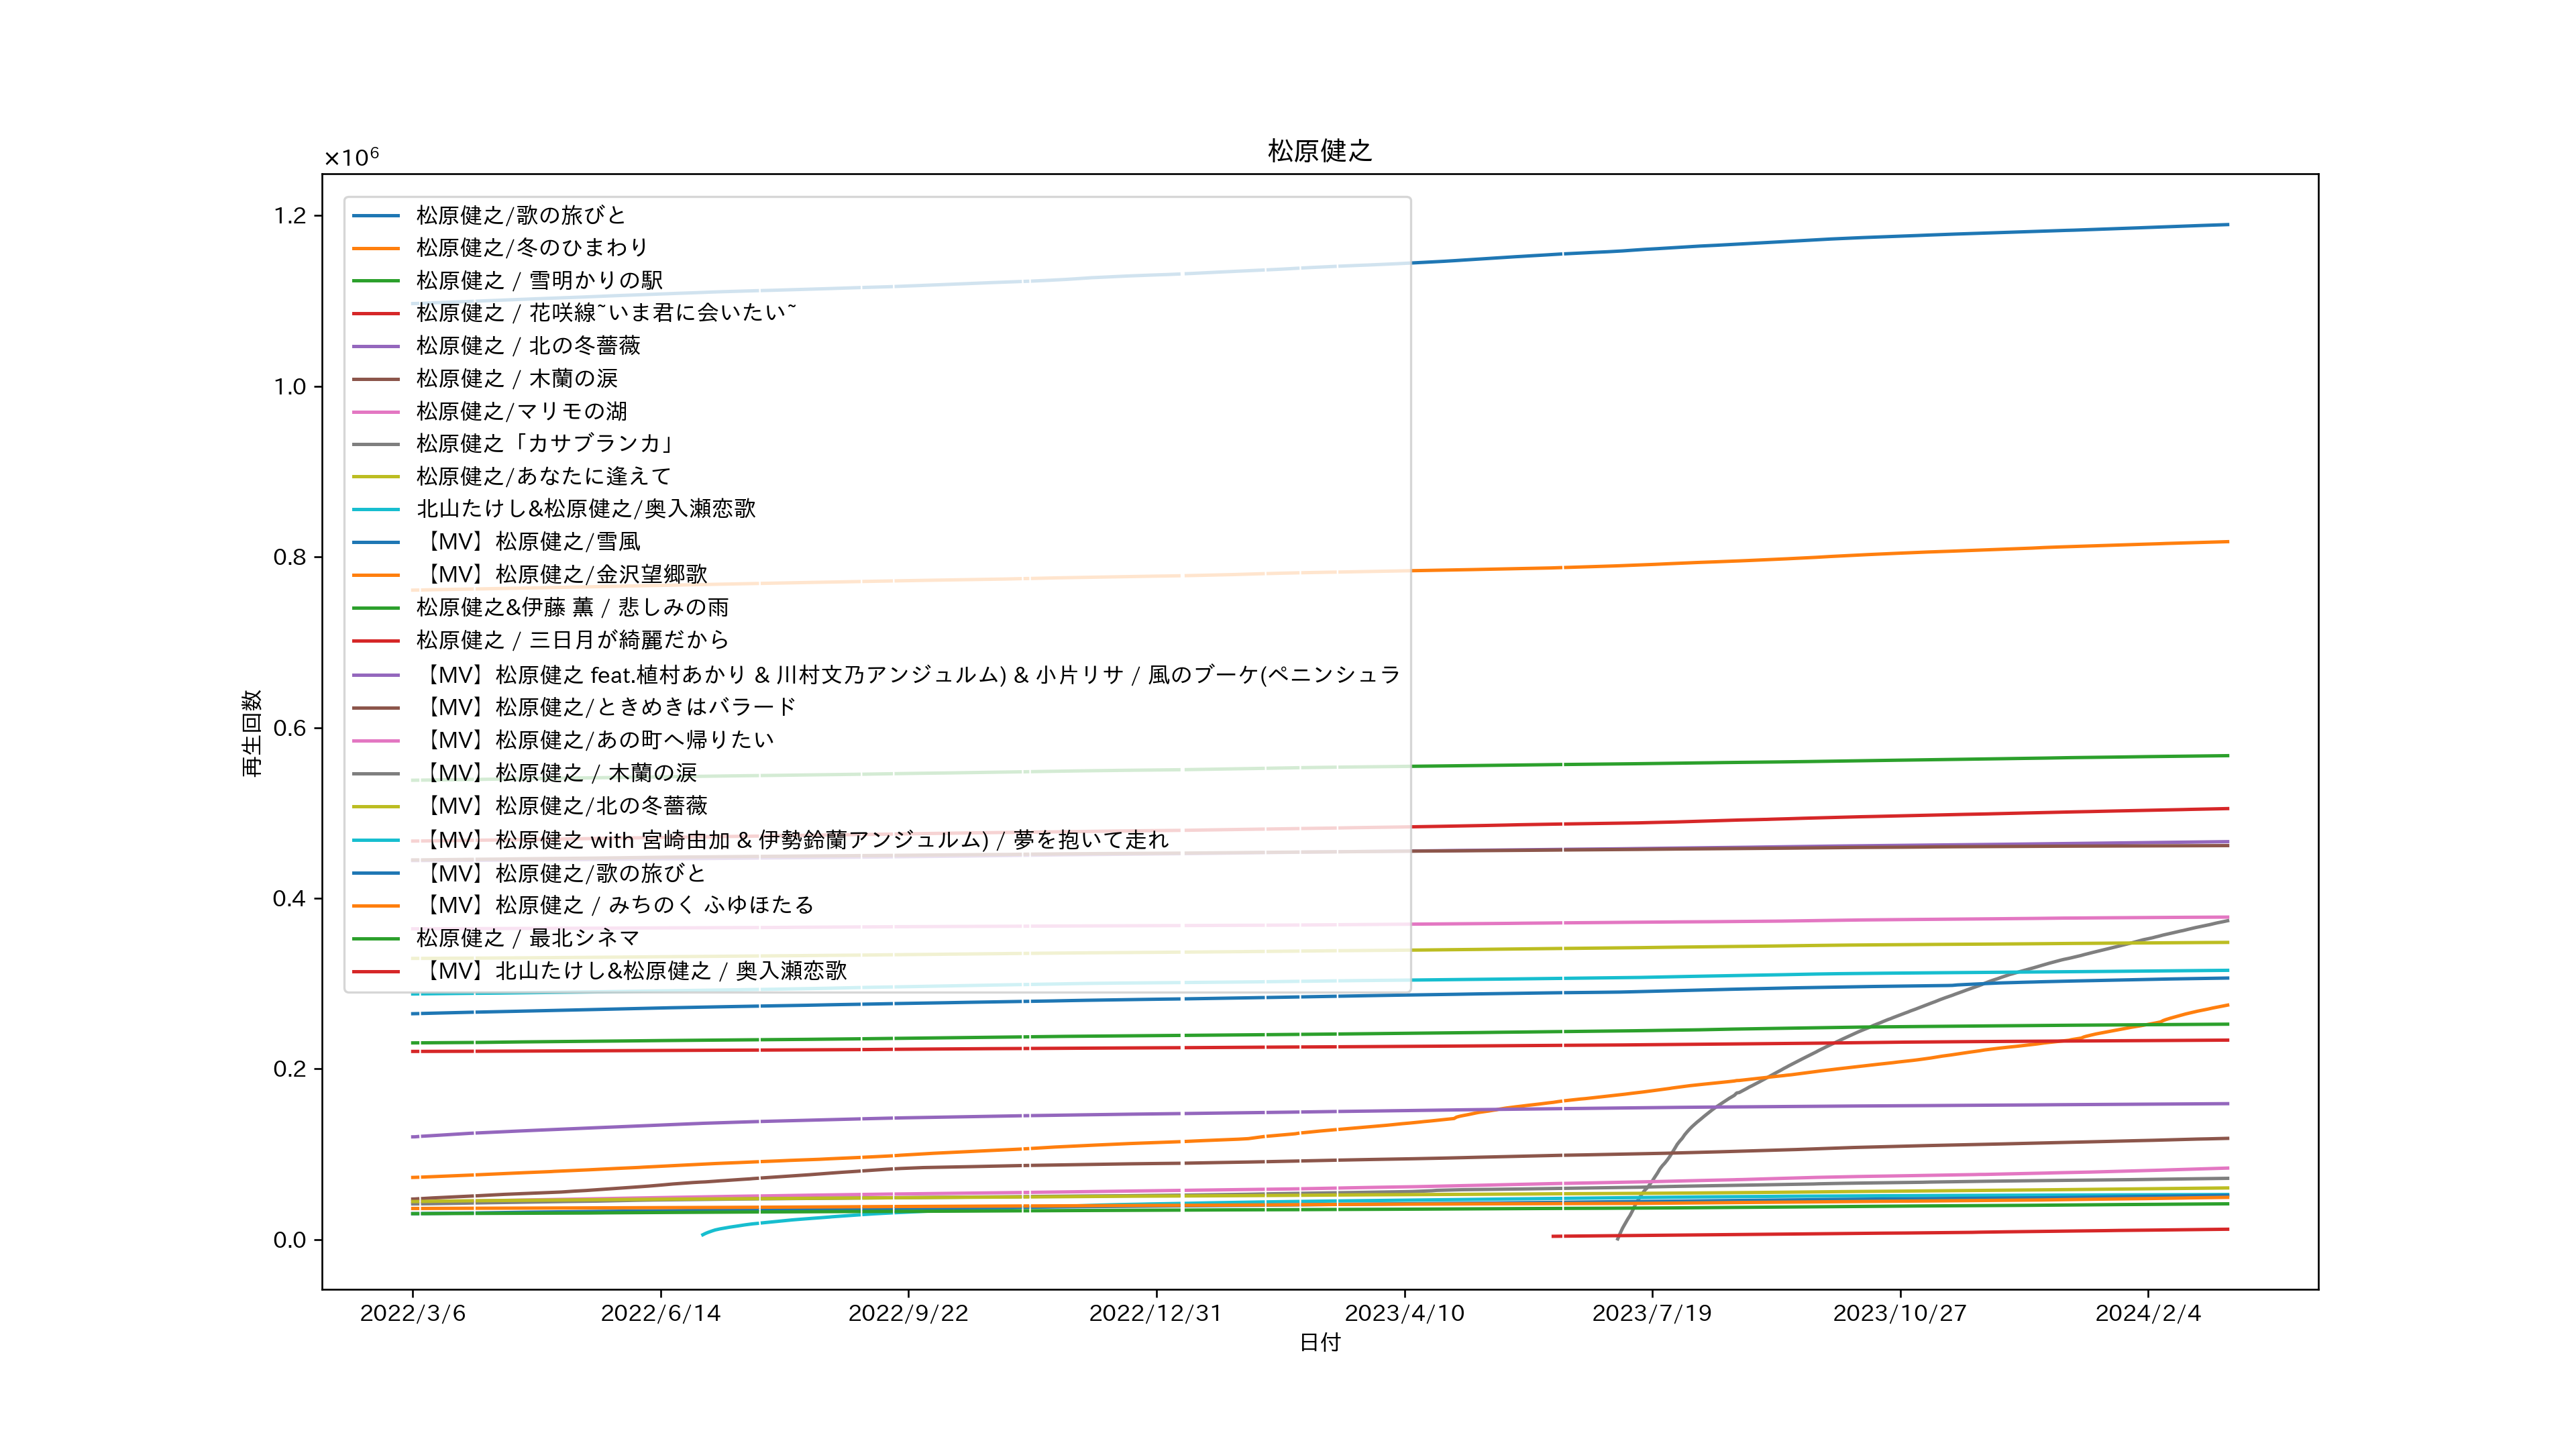 松原健之
×10⁶
1.2
1.0
0.8
0.6
0.4
0.2
0.0
再生回数
松原健之/歌の旅びと
松原健之/冬のひまわり
松原健之 / 雪明かりの駅
松原健之 / 花咲線~いま君に会いたい~
松原健之 / 北の冬薔薇
松原健之 / 木蘭の涙
松原健之/マリモの湖
松原健之「カサブランカ」
松原健之/あなたに逢えて
北山たけし&松原健之/奥入瀬恋歌
【MV】松原健之/雪風
【MV】松原健之/金沢望郷歌
松原健之&伊藤 薫 / 悲しみの雨
松原健之 / 三日月が綺麗だから
【MV】松原健之 feat.植村あかり & 川村文乃アンジュルム) & 小片リサ / 風のブーケ(ペニンシュラ
【MV】松原健之/ときめきはバラード
【MV】松原健之/あの町へ帰りたい
【MV】松原健之 / 木蘭の涙
【MV】松原健之/北の冬薔薇
【MV】松原健之 with 宮崎由加 & 伊勢鈴蘭アンジュルム) / 夢を抱いて走れ
【MV】松原健之/歌の旅びと
【MV】松原健之 / みちのく ふゆほたる
松原健之 / 最北シネマ
【MV】北山たけし&松原健之 / 奥入瀬恋歌
2022/3/6
2022/6/14
2022/9/22
2022/12/31
2023/4/10
2023/7/19
2023/10/27
2024/2/4
日付